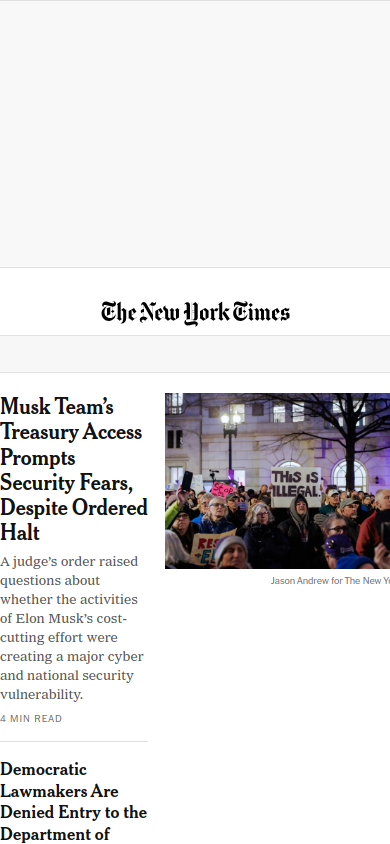 The New York Times
Musk Team’s
Treasury Access
Prompts
Security Fears,
Despite Ordered
Halt
A judge’s order raised
questions about
whether the activities
of Elon Musk’s cost-
cutting effort were
creating a major cyber
and national security
vulnerability.
4 MIN READ
THIS IS
ILLEGAL
Jason Andrew for The New Yo
Democratic
Lawmakers Are
Denied Entry to the
Department of